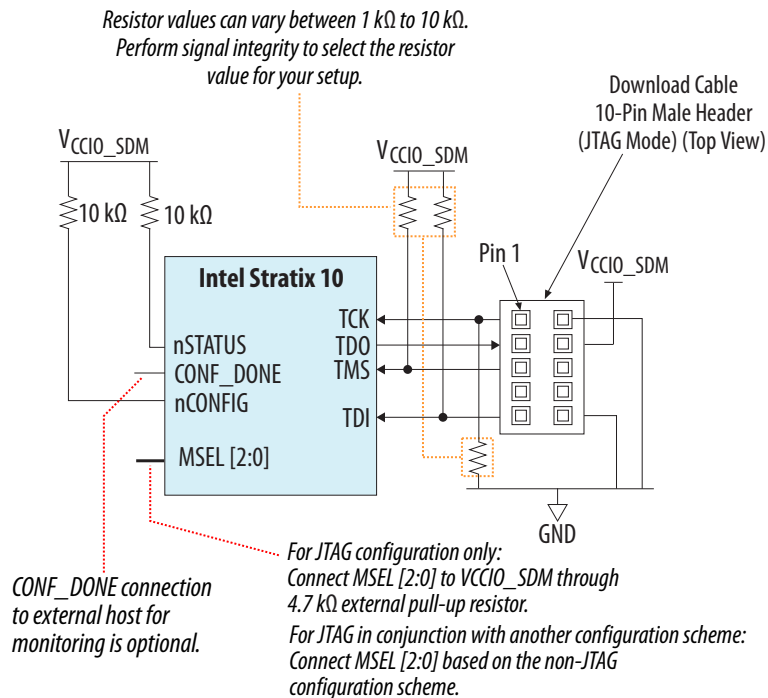 Resistor values can vary between 1 kΩ to 10 kΩ.
Perform signal integrity to select the resistor
value for your setup.
Download Cable
10-Pin Male Header
(JTAG Mode) (Top View)
VCCIO_SDM
VCCIO_SDM
10 kΩ
10 kΩ
Pin 1
VCCIO_SDM
Intel Stratix 10
TCK
nSTATUS
TDO
CONF_DONE
TMS
nCONFIG
TDI
MSEL [2:0]
GND
For JTAG configuration only:
Connect MSEL [2:0] to VCCIO_SDM through
4.7 kΩ external pull-up resistor.
For JTAG in conjunction with another configuration scheme:
Connect MSEL [2:0] based on the non-JTAG
configuration scheme.
CONF_DONE connection
to external host for
monitoring is optional.